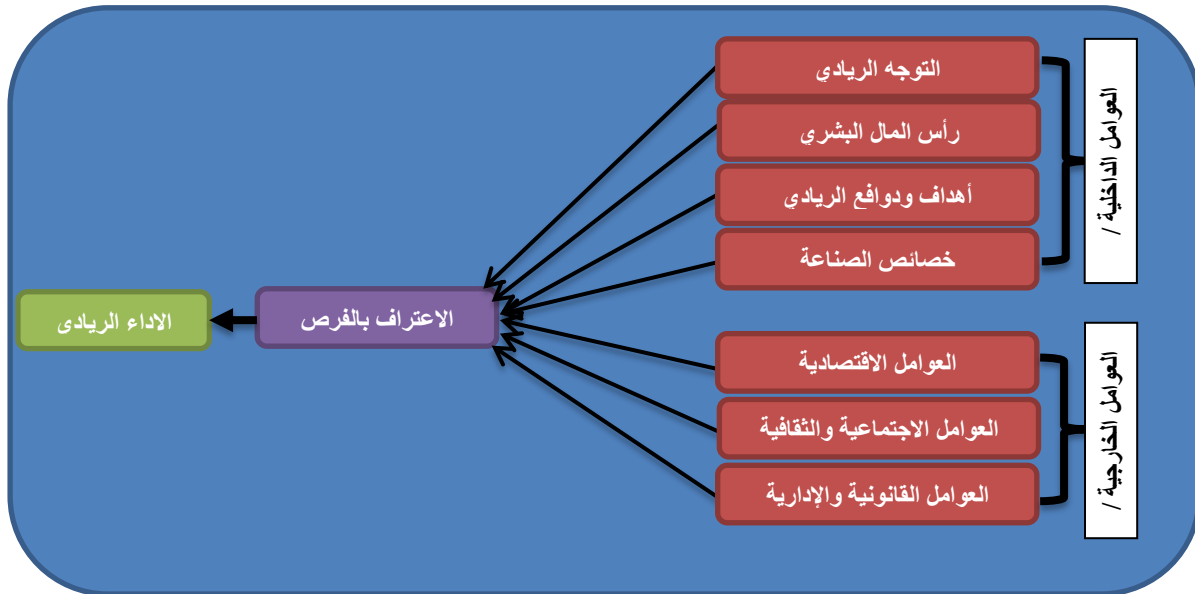 العوامل الداخلية /
التوجه الريادي
رأس المال البشري
أهداف ودوافع الريادي
خصائص الصناعة
العوامل الخارجية /
العوامل الاقتصادية
العوامل الاجتماعية والثقافية
العوامل القانونية والإدارية
الاعتراف بالفرص
الاداء الريادى